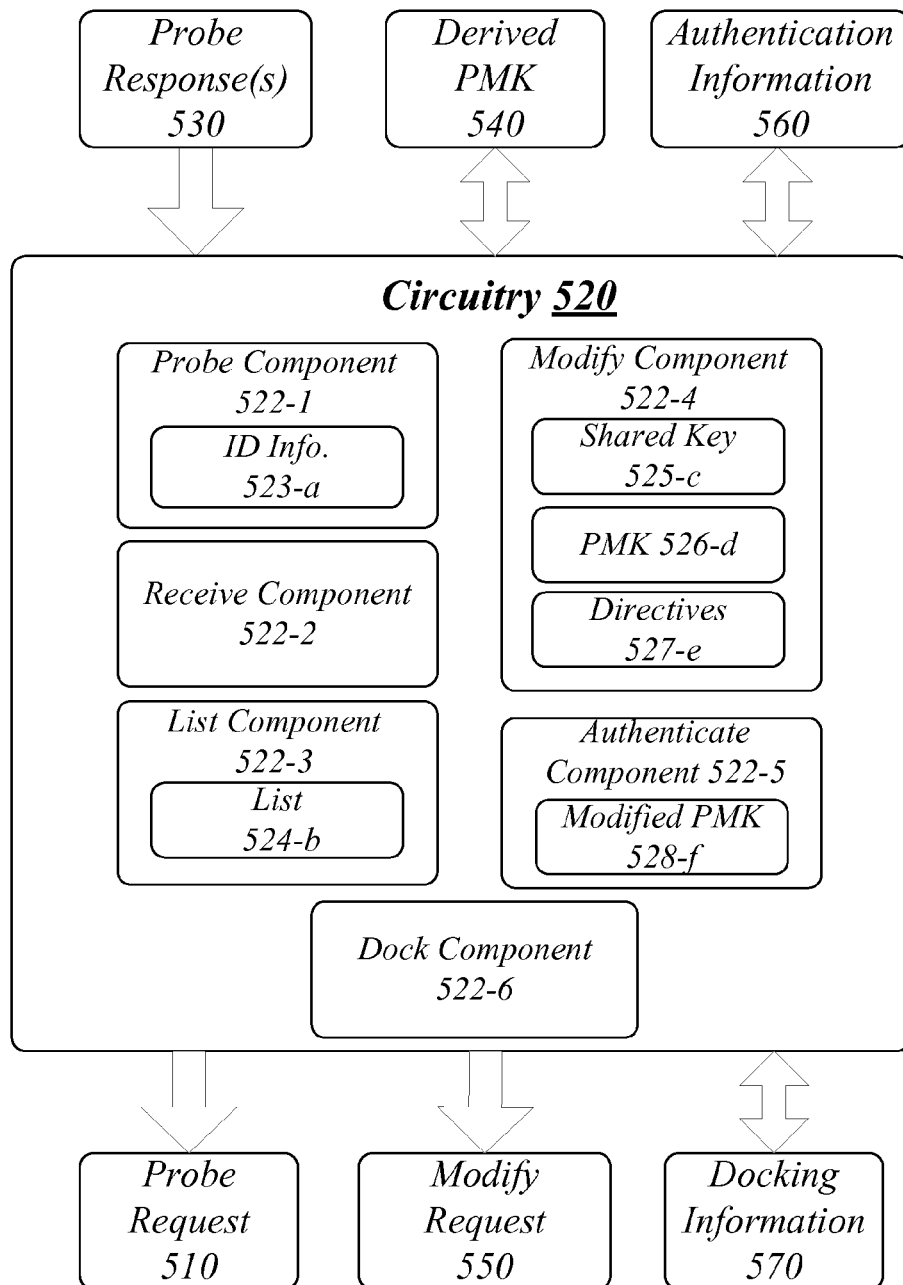 Probe
Response(s)
530
Derived
PMK
540
Authentication
Information
560
Circuitry 520
Probe Component
522-1
ID Info.
523-a
Receive Component
522-2
List Component
522-3
List
524-b
Modify Component
522-4
Shared Key
525-c
PMK 526-d
Directives
527-e
Authenticate
Component 522-5
Modified PMK
528-f
Dock Component
522-6
Probe
Request
510
Modify
Request
550
Docking
Information
570